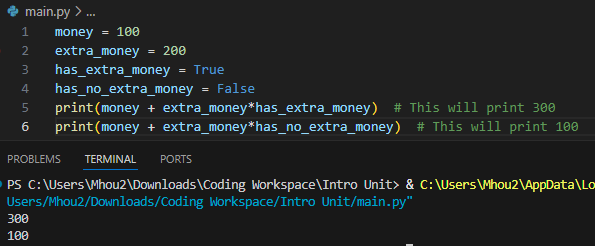 main.py > ...
1 money = 100
2 extra_money = 200
3 has_extra_money = True
4 has_no_extra_money = False
5 print(money + extra_money*has_extra_money)  # This will print 300
6 print(money + extra_money*has_no_extra_money)  # This will print 100
PROBLEMS TERMINAL PORTS
PS C:\Users\Mhou2\Downloads\Coding Workspace\Intro Unit> & C:\Users\Mhou2\AppData\Lo
Users/Mhou2/Downloads/Coding Workspace/Intro Unit/main.py"
300
100